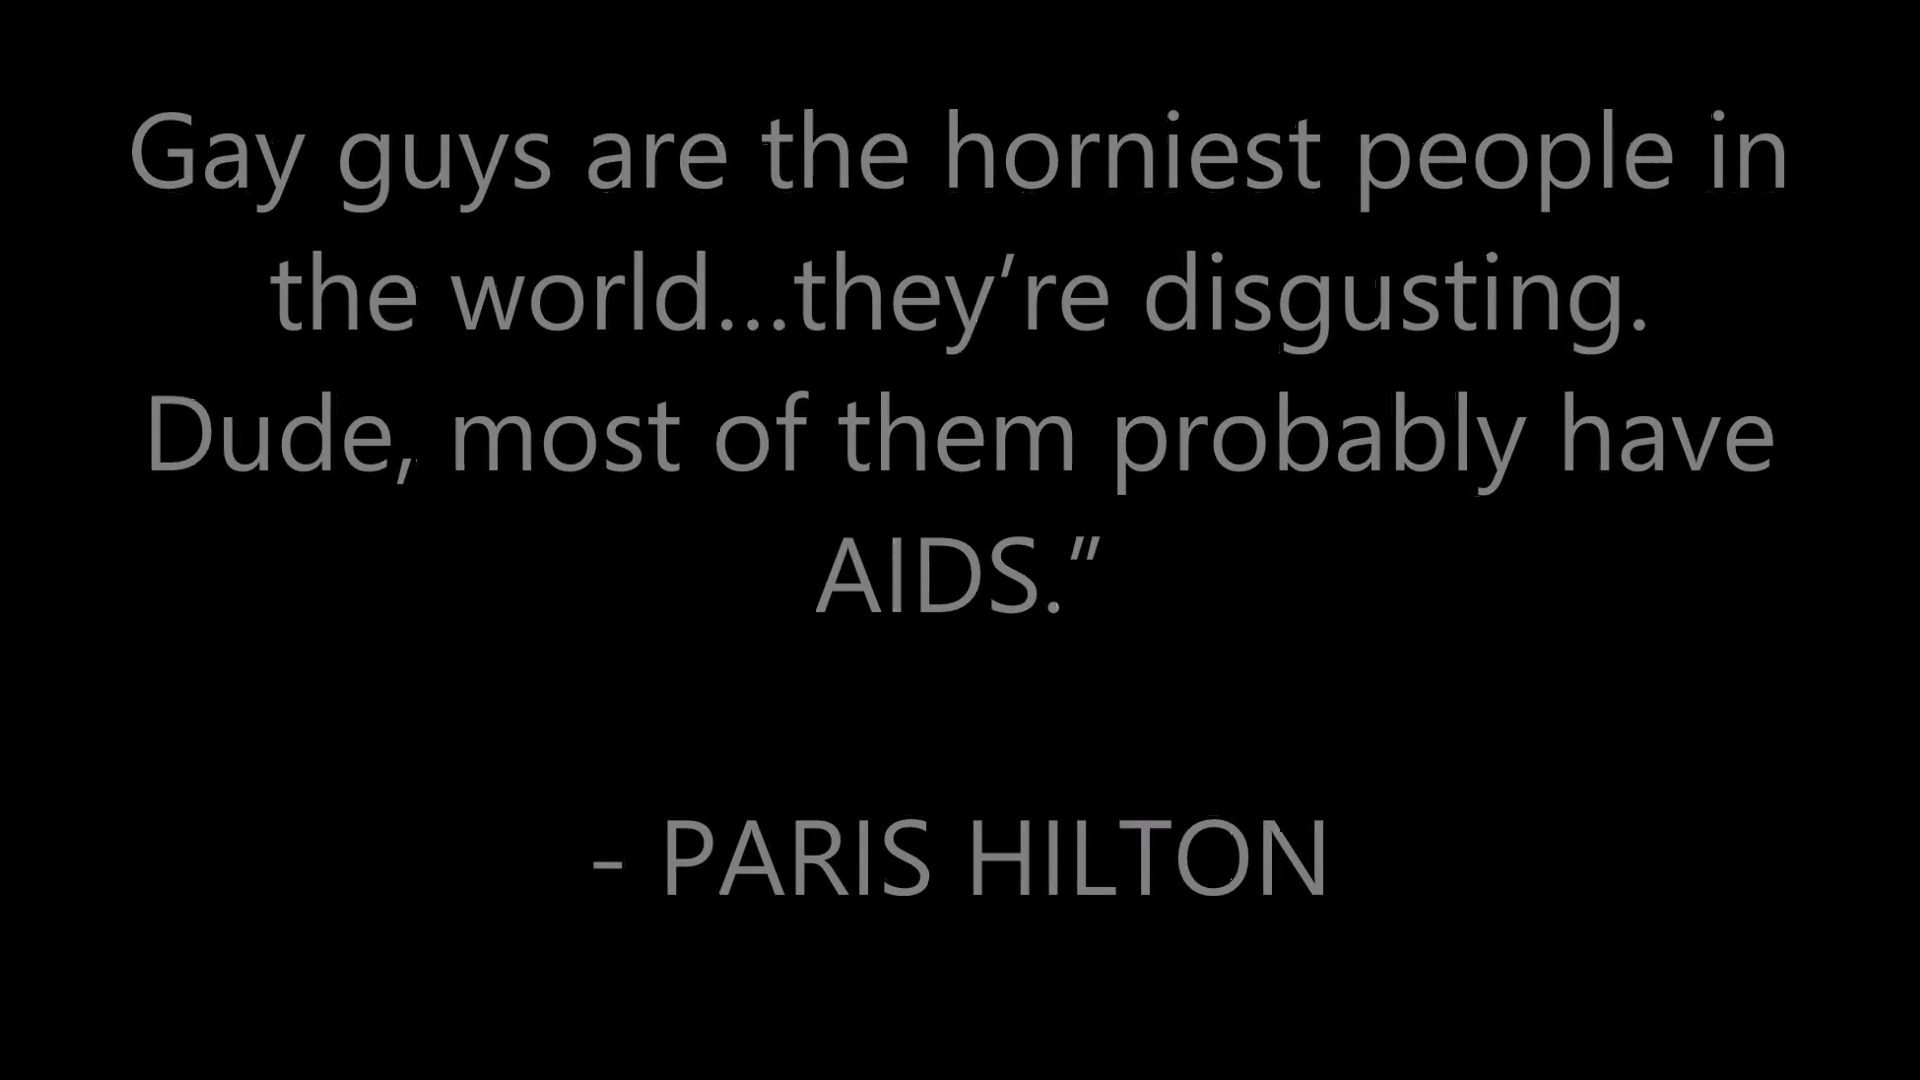 Gay guys are the horniest people in
the world...they’re disgusting.
Dude, most of them probably have
AIDS.”
- PARIS HILTON